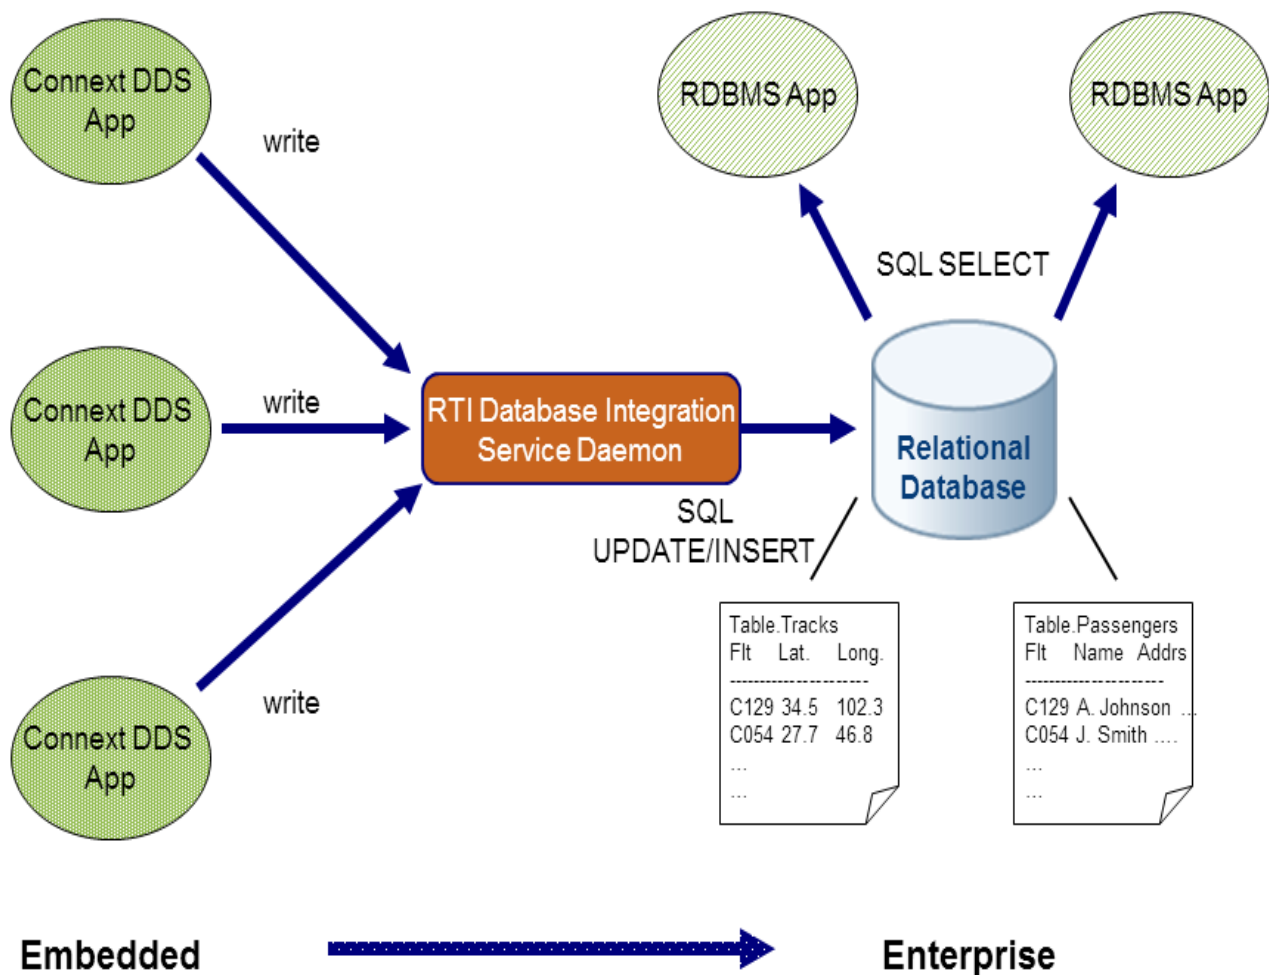 Connext DDS
App
write
RDBMS App
RDBMS App
SQL SELECT
Connext DDS
App
write
RTI Database Integration
Service Daemon
Relational
Database
SQL
UPDATE/INSERT
Connext DDS
App
write
Table.Tracks
Flt Lat. Long.
----------------------
C129 34.5 102.3
C054 27.7 46.8
...
...
Table.Passengers
Flt Name Addrs
----------------------
C129 A. Johnson ...
C054 J. Smith ....
...
...
Embedded
Enterprise